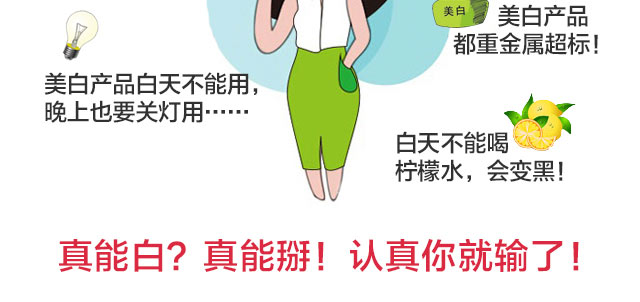 美白
美白产品
都重金属超标！
美白产品白天不能用，
晚上也要关灯用……
白天不能喝
柠檬水，会变黑！
真能白？真能掰！认真你就输了！